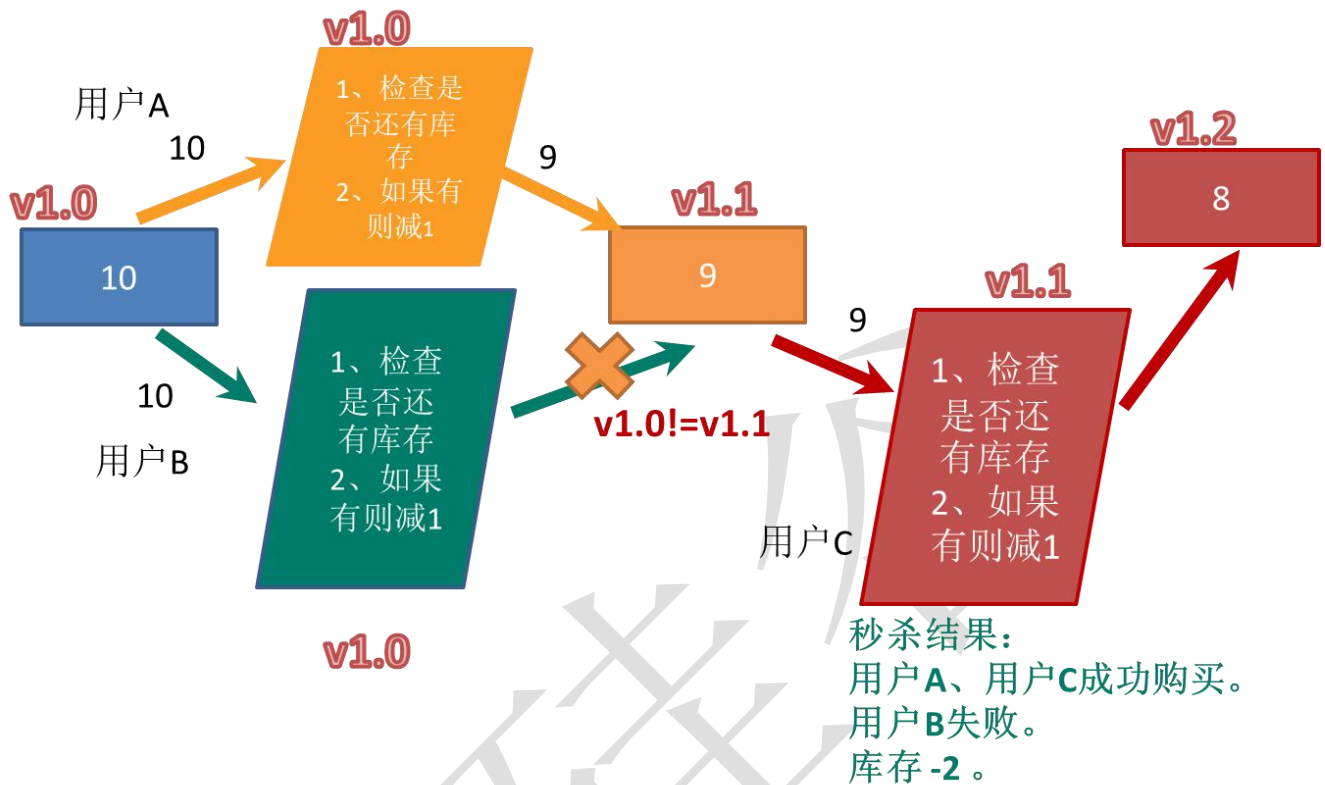 v1.0
用户A
10
1、检查是
否还有库
存
2、如果有
则减1
9
v1.0
10
10
用户B
1、检查
是否还
有库存
2、如果
有则减1
v1.0
v1.0!=v1.1
v1.1
9
9
用户C
v1.1
1、检查
是否还
有库存
2、如果
有则减1
v1.2
8
秒杀结果：
用户A、用户C成功购买。
用户B失败。
库存 -2 。